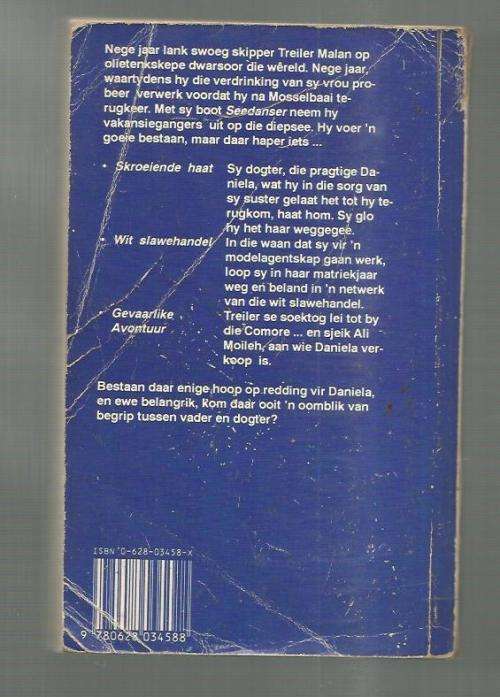 Nege jaar lank swoeg skipper Treiler Malan op
olietenkskepe dwarsoor die wêreld. Nege jaar,
waartydens hy die verdrinking van sy vrou pro-
beer verwerk voordat hy na Mosselbaai te-
rugkeer. Met sy boot Seedanser neem hy
vakansiegangers uit op die diepsee. Hy voer 'n
goeie bestaan, maar daar haper iets ...
• Skroeiende haat Sy dogter, die pragtige Da-
niela, wat hy in die sorg van
sy suster gelaat het tot hy te-
rugkom, haat hom. Sy glo
hy het haar weggegee.
• Wit slawehandel In die waan dat sy vir 'n
modelagentskap gaan werk,
loop sy in haar matriekjaar
weg en beland in 'n netwerk
van die wit slawehandel.
Gevaarlike Treiler se soektog lei tot by
Avontuur die Comore ... en sjeik Ali
Moileh, aan wie Daniela ver-
koop is.
Bestaan daar enige hoop op redding vir Daniela,
en ewe belangrik, kom daar ooit 'n oomblik van
begrip tussen vader en dogter?
ISBN 0-628-03458-X
9 780628 034588